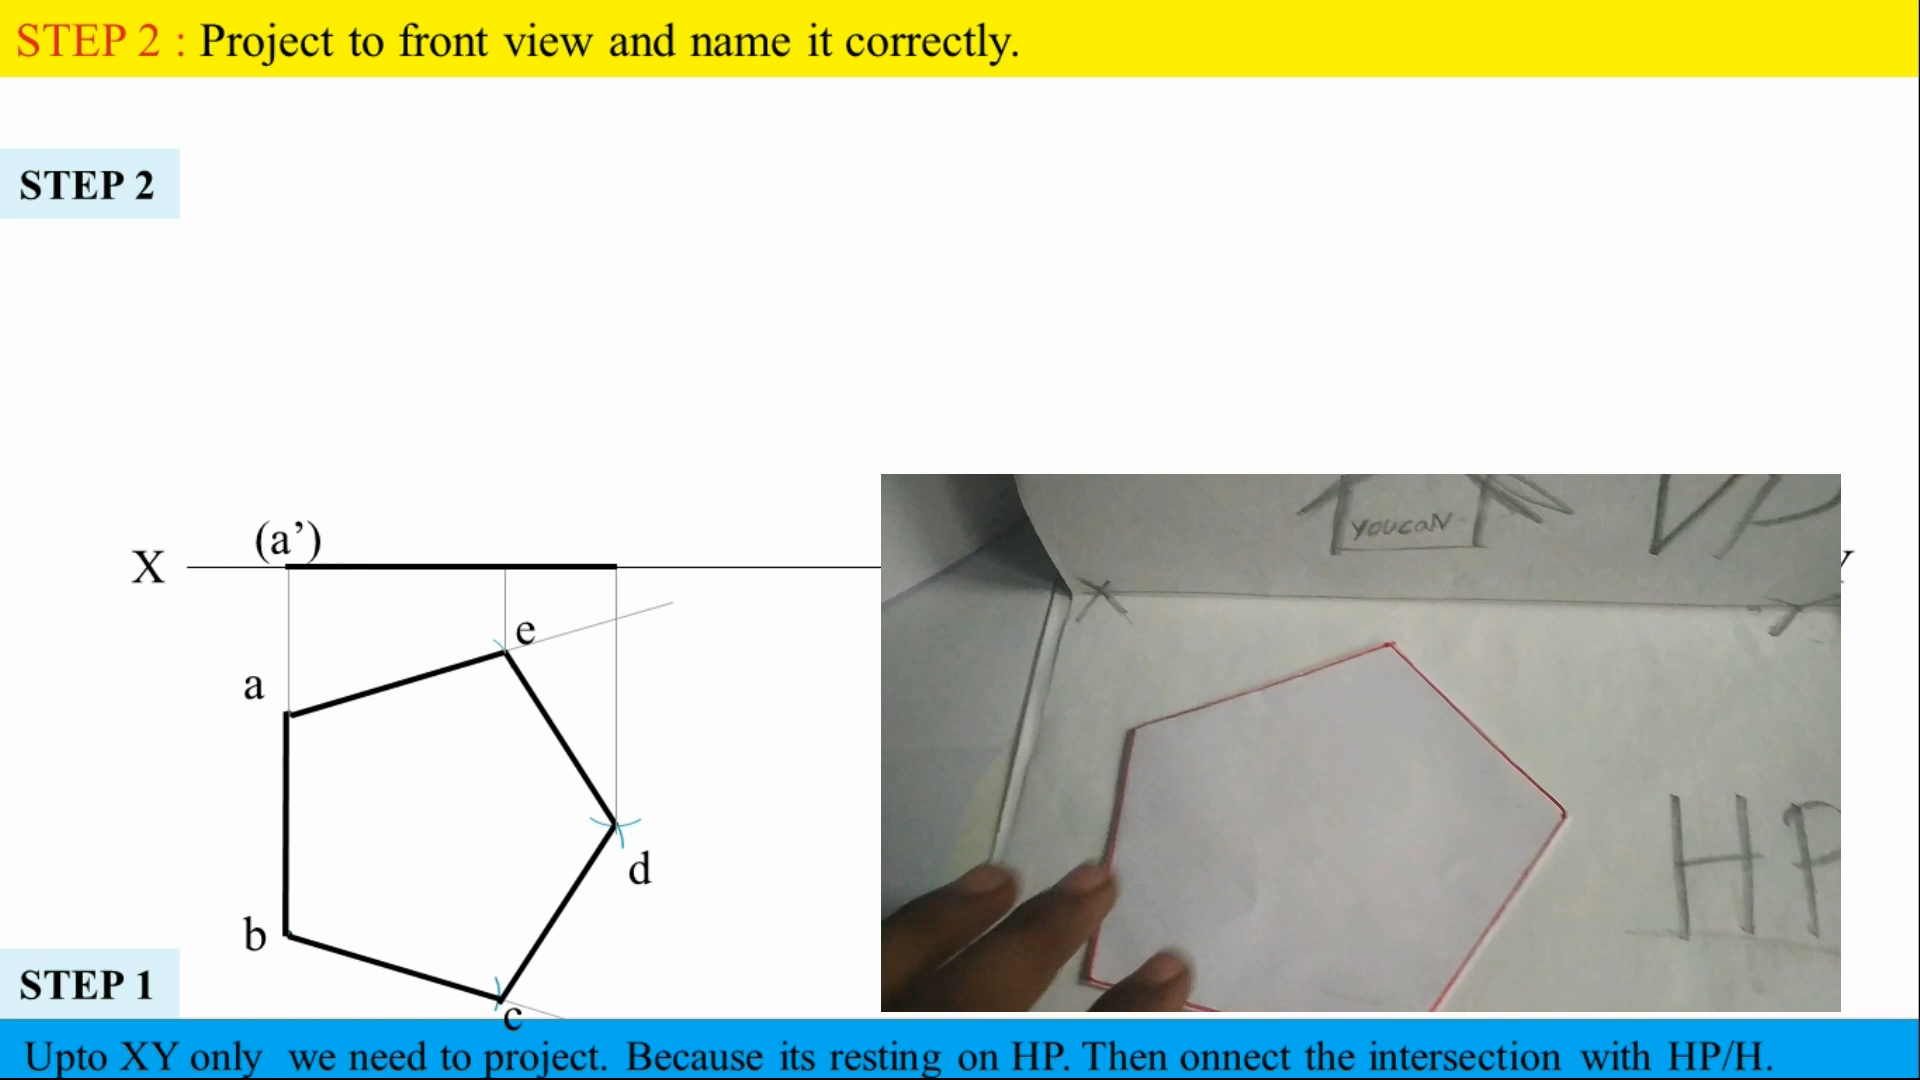 STEP 2 : Project to front view and name it correctly.
STEP 2
(a’)
X
e
a
d
b
c
STEP 1
YOUCAN
VP
X
Y
HP
Upto XY only we need to project. Because its resting on HP. Then onnect the intersection with HP/H.